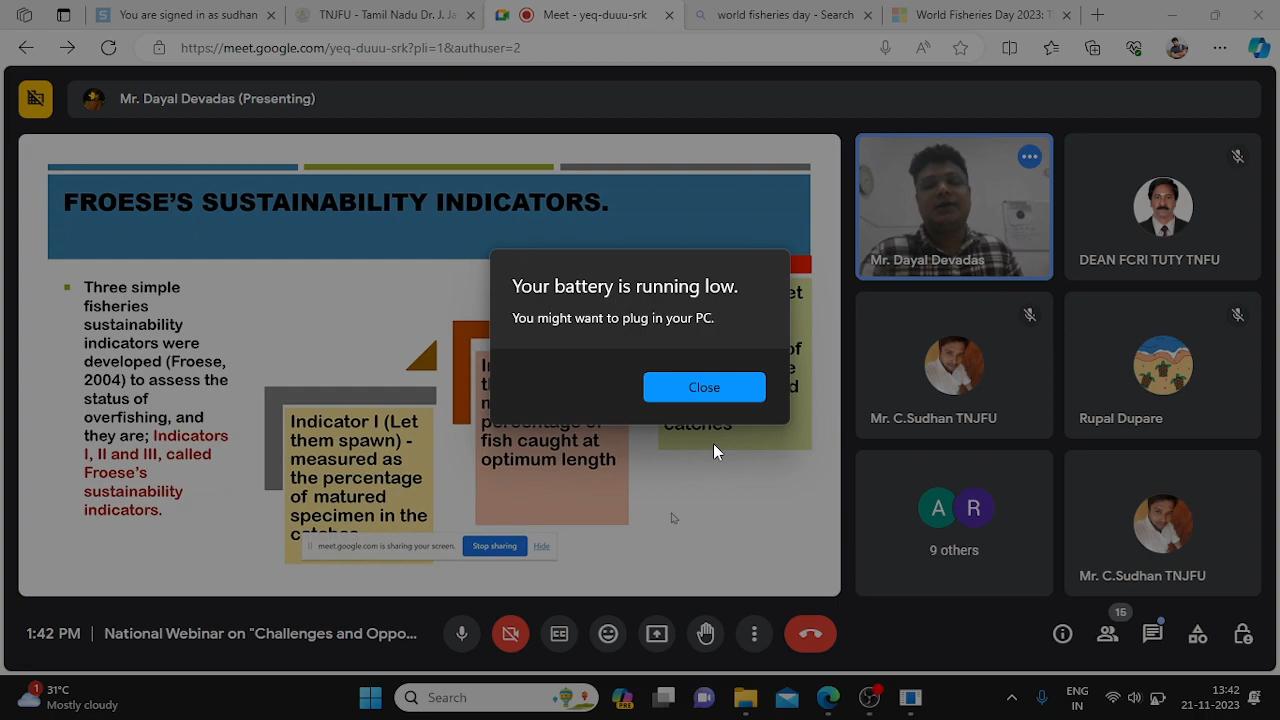 You are signed in as sudhan
TNJFU - Tamil Nadu Dr. J. Ja
Meet - yeq-duuu-srk
world fisheries day - Search
World Fisheries Day 2023: T
https://meet.google.com/yeq-duuu-srk?pli=1&authuser=2
Mr. Dayal Devadas (Presenting)
FROESE'S SUSTAINABILITY INDICATORS.
Three simple
fisheries
sustainability
indicators were
developed (Froese,
2004) to assess the
status of
overfishing, and
they are; Indicators
I, II and III, called
Froese's
sustainability
indicators.
Indicator I (Let
them spawn) -
measured as
the percentage
of matured
specimen in the
catches
percentage of
fish caught at
optimum length
et
of
catches
Your battery is running low.
You might want to plug in your PC.
Close
meet.google.com is sharing your screen.
Stop sharing
Hide
Mr. Dayal Devadas
DEAN FCRI TUTY TNFU
Mr. C.Sudhan TNJFU
Rupal Dupare
A
R
9 others
Mr. C.Sudhan TNJFU
1:42 PM
National Webinar on "Challenges and Oppo...
15
1
31°C
Mostly cloudy
Search
PRE
ENG
IN
13:42
21-11-2023